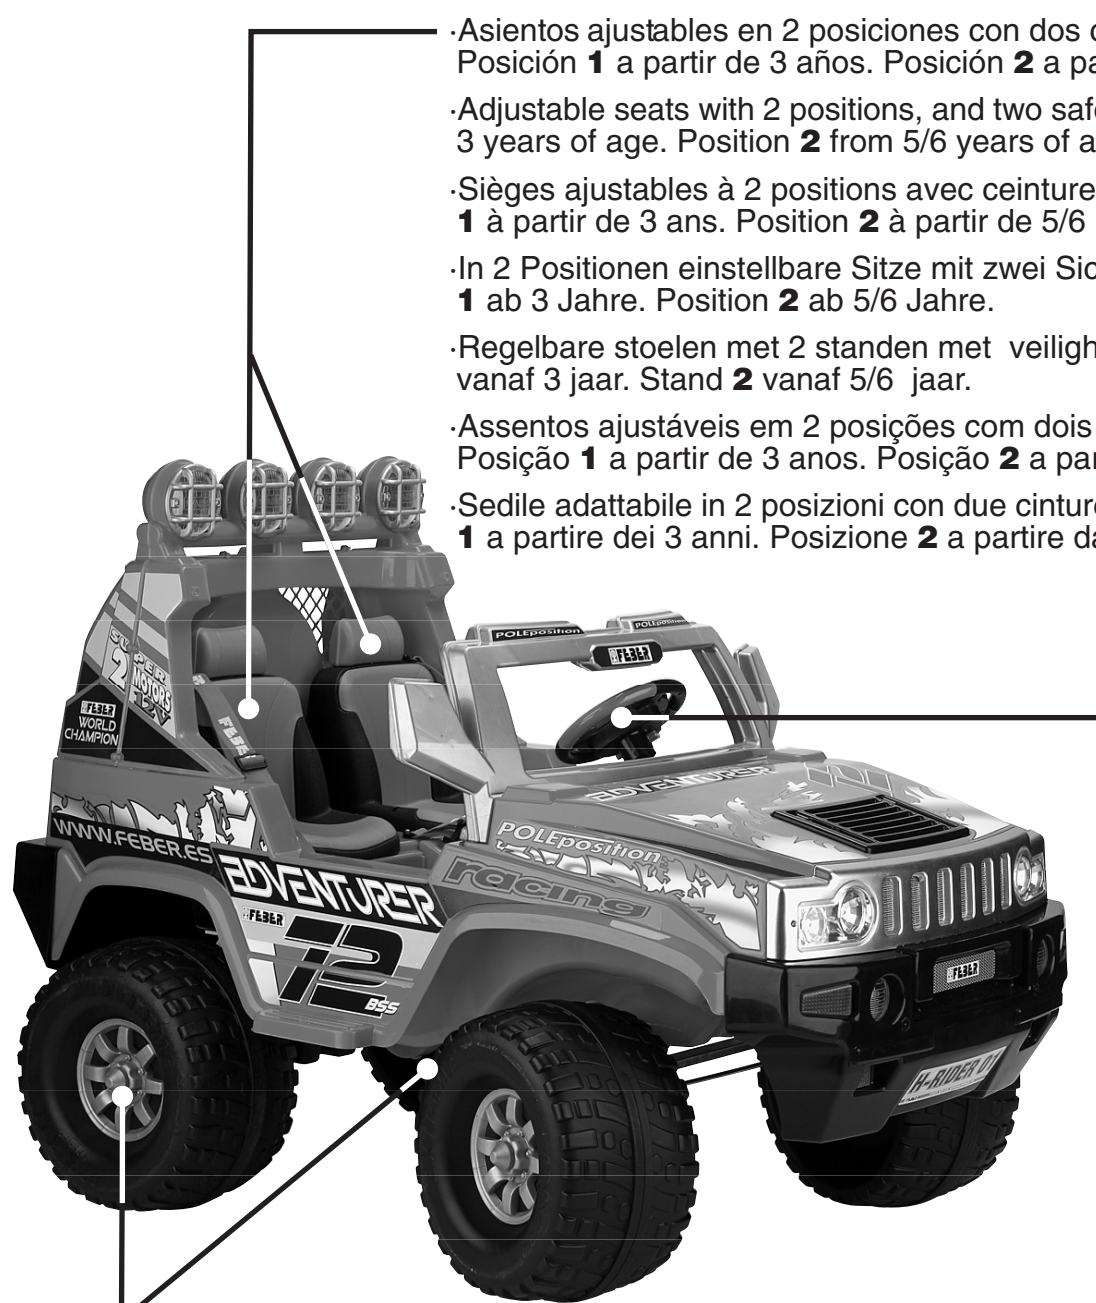 ·Asientos ajustables en 2 posiciones con dos
Posición 1 a partir de 3 años. Posición 2 a
·Adjustable seats with 2 positions, and two
3 years of age. Position 2 from 5/6 years of
·Sièges ajustables à 2 positions avec ceinture
1 à partir de 3 ans. Position 2 à partir de 5/6
·In 2 Positionen einstellbare Sitze mit zwei
1 ab 3 Jahre. Position 2 ab 5/6 Jahre.
·Regelbare stoelen met 2 standen met veiligh
vanaf 3 jaar. Stand 2 vanaf 5/6 jaar.
·Assentos ajustáveis em 2 posições com dois
Posição 1 a partir de 3 anos. Posição 2 a
·Sedile adattabile in 2 posizioni con due cinture
1 a partire dei 3 anni. Posizione 2 a partire
POLEposition
POLEposition
FEBER
SUPER
2
MOTORS
12V
FEBER
WORLD
CHAMPION
FEBER
ADVENTURER
WWW.FEBER.ES
ADVENTURER
POLEposition
racing
FEBER
72
BSS
FEBER
H-RIDER 01